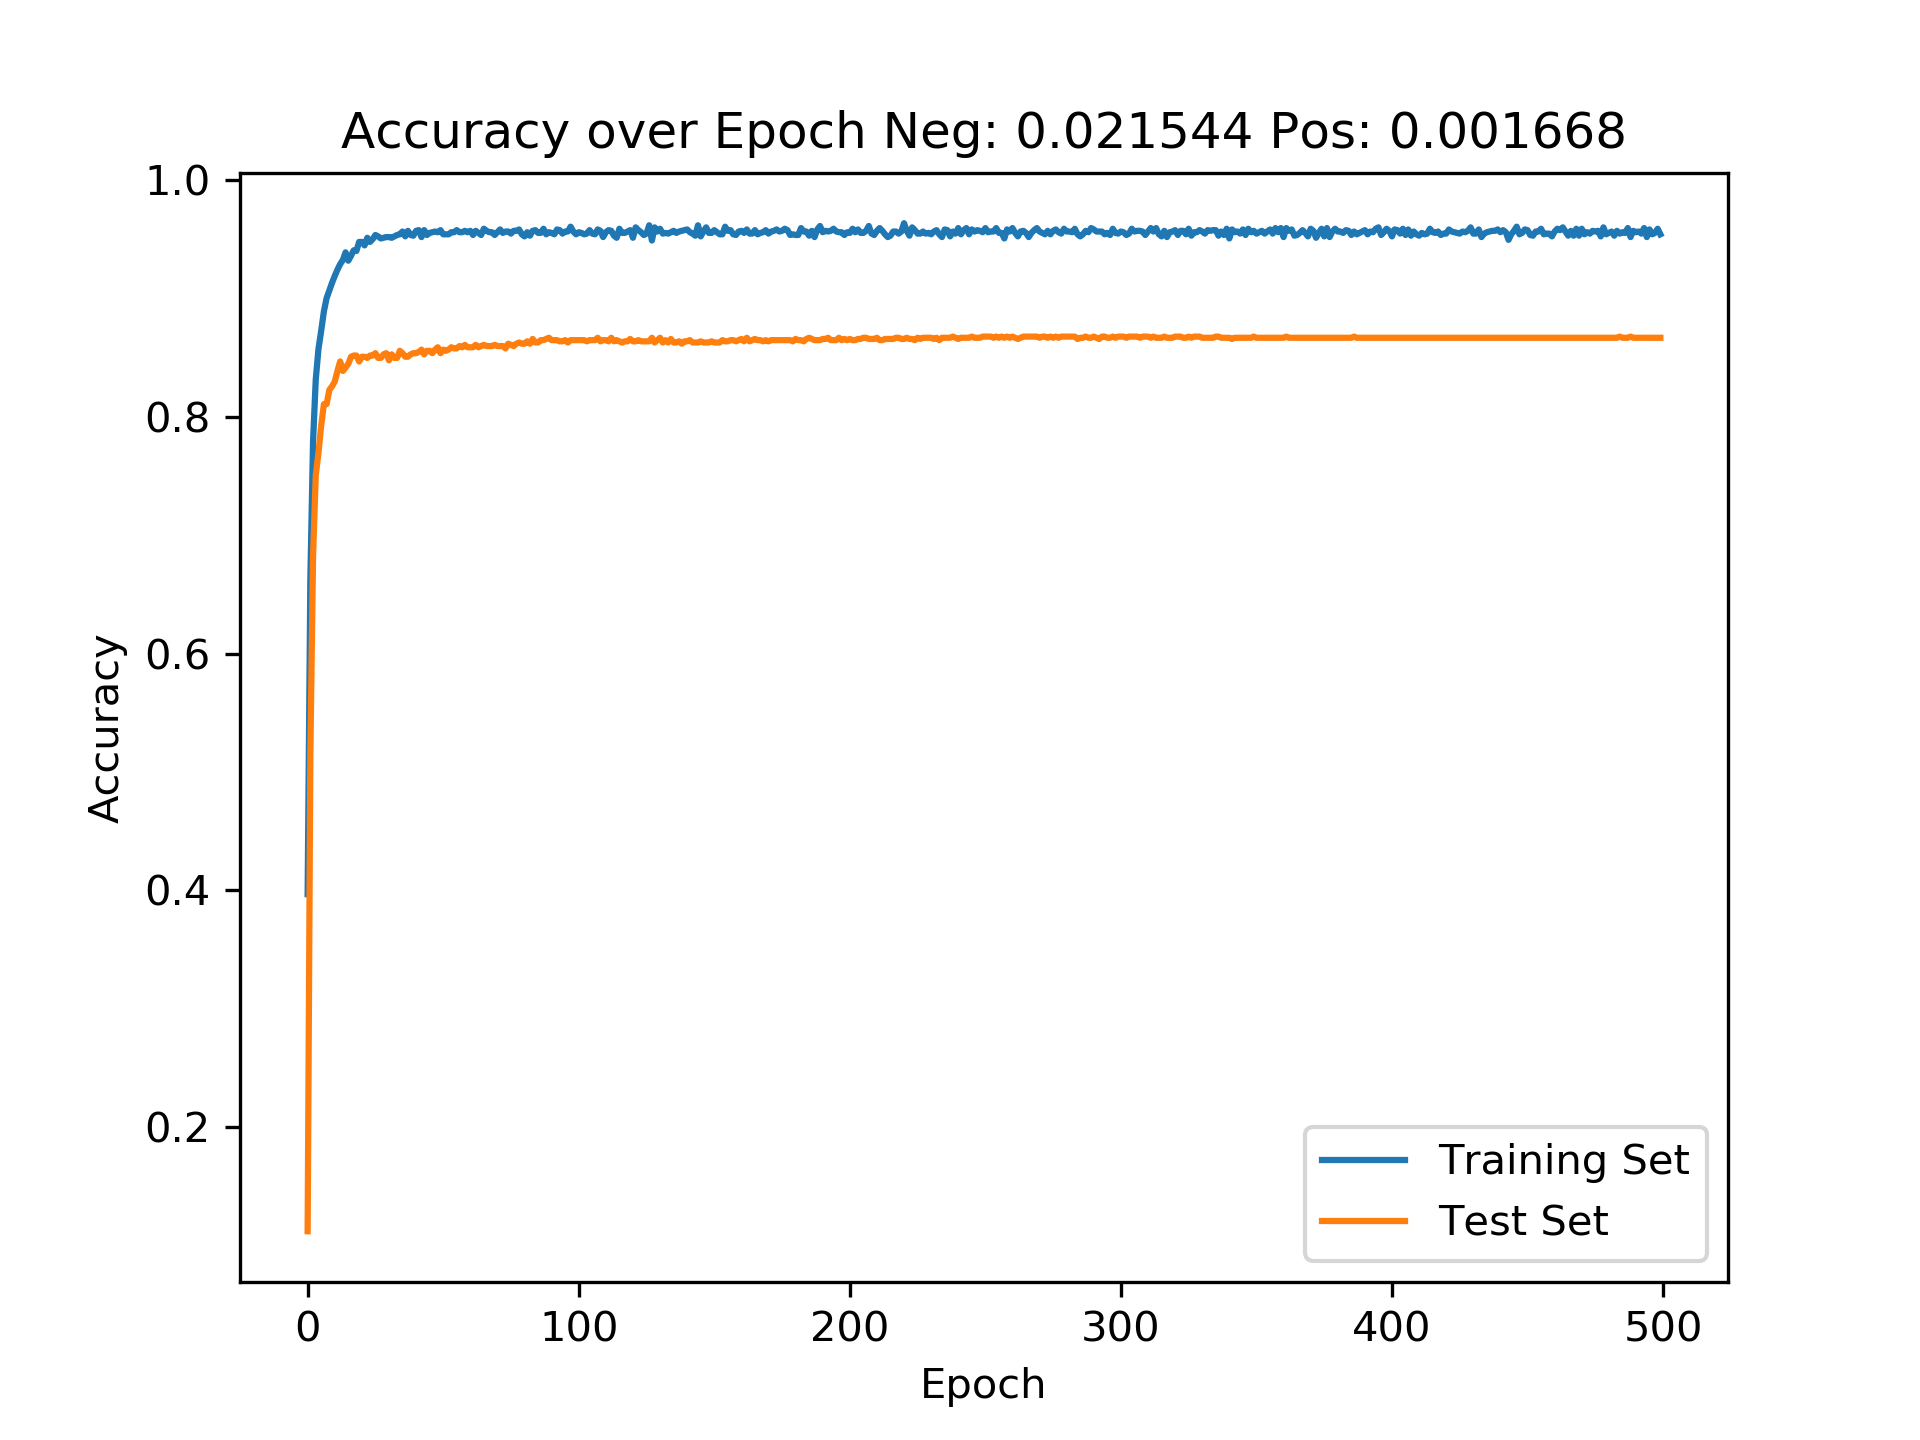 Accuracy over Epoch Neg: 0.021544 Pos: 0.001668
1.0
0.8
0.6
0.4
0.2
Accuracy
0 100 200 300 400 500
Epoch
Training Set
Test Set